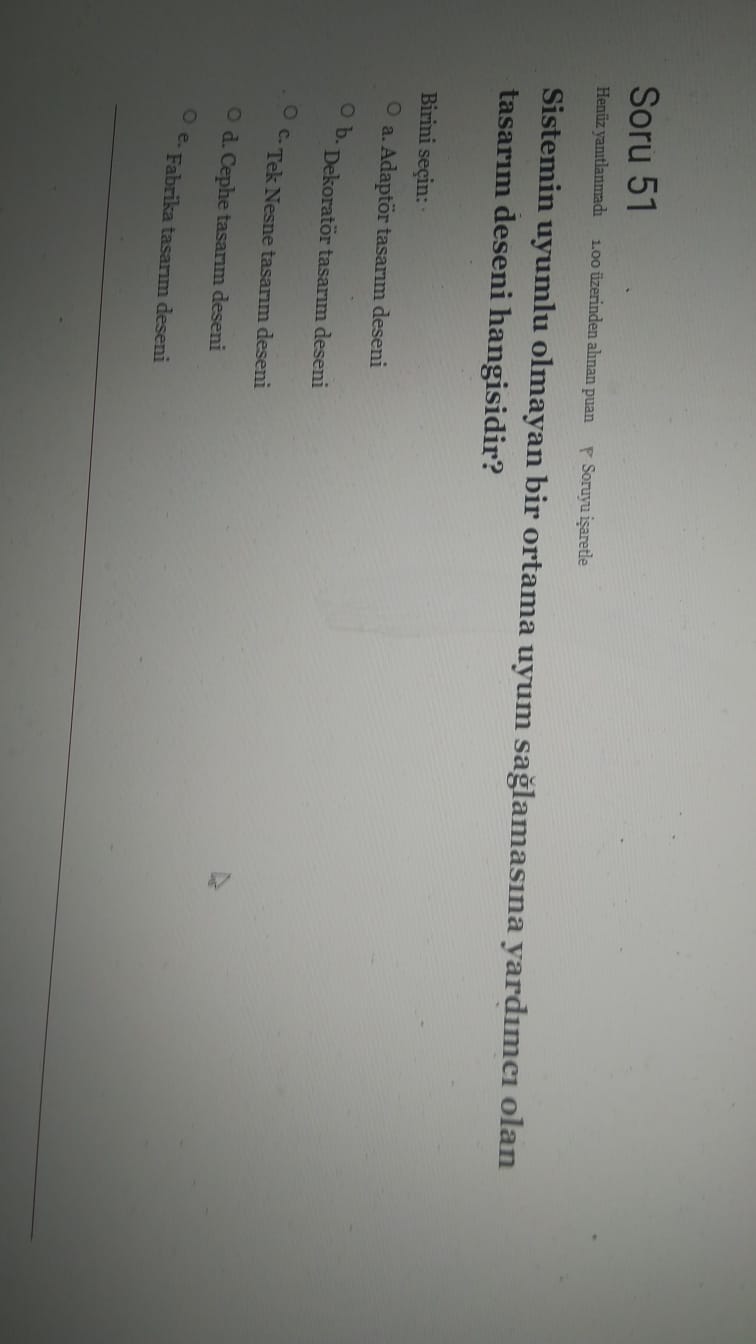 Soru 51
Henüz yanıtlanmadı 1.00 üzerinden alınan puan Soruyu işaretle
Sistemin uyumlu olmayan bir ortama uyum sağlamasına yardımcı olan
tasarım deseni hangisidir?
Birini seçin:
a. Adaptör tasarım deseni
b. Dekoratör tasarım deseni
c. Tek Nesne tasarım deseni
d. Cephe tasarım deseni
e. Fabrika tasarım deseni